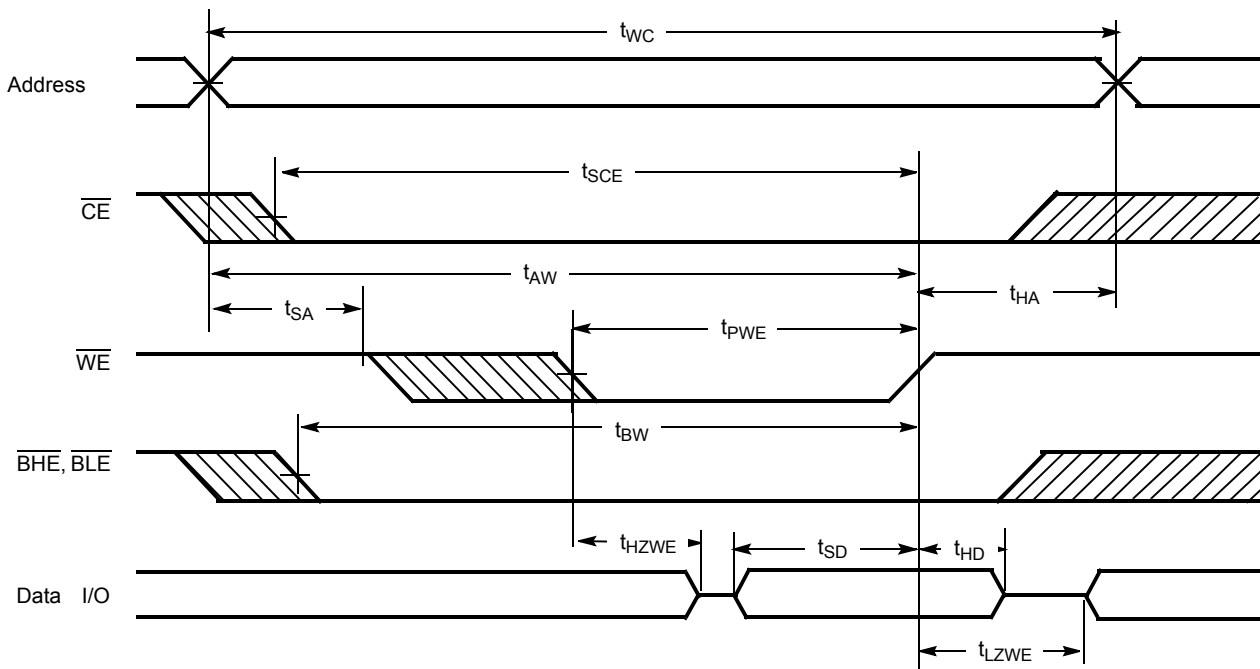 tWC
Address
tSCE
CE
tAW
tSA
tHA
tPWE
WE
tBW
BHE, BLE
tHZWE
tSD
tHD
Data I/O
tLZWE